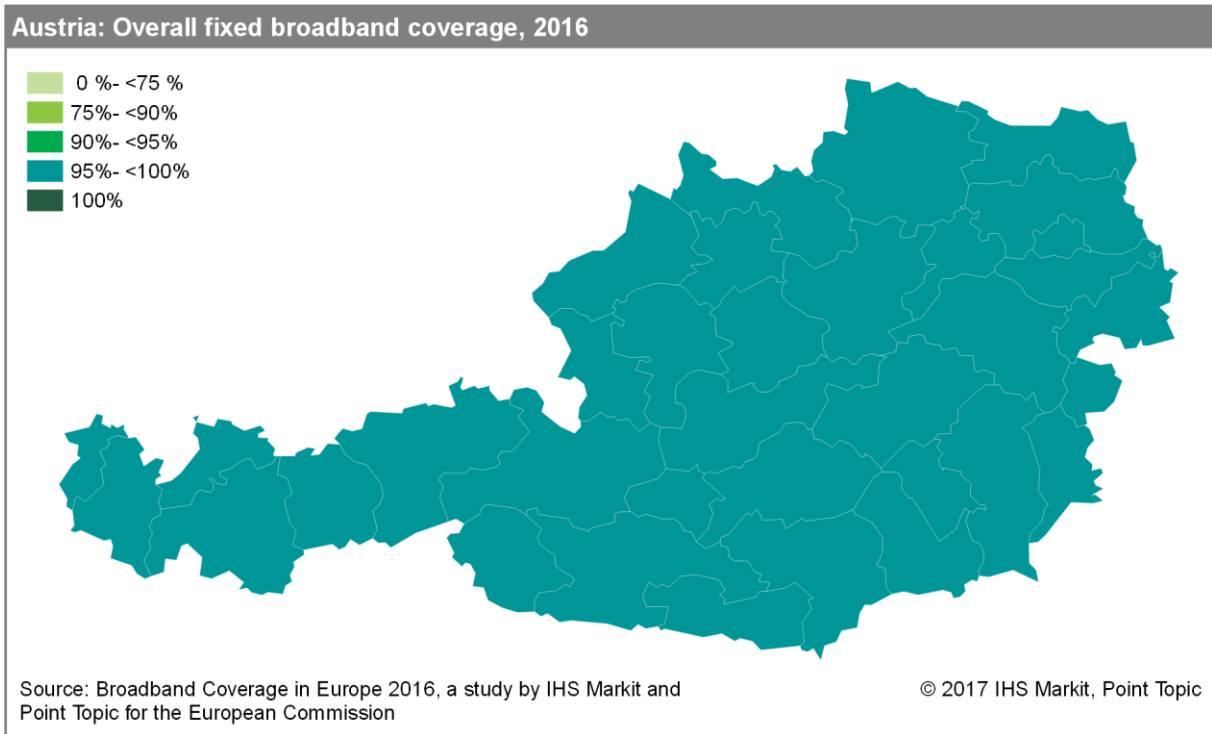 Austria: Overall fixed broadband coverage, 2016
0 %- <75 %
75%- <90%
90%- <95%
95%- <100%
100%
Source: Broadband Coverage in Europe 2016, a study by IHS Markit and
Point Topic for the European Commission
© 2017 IHS Markit, Point Topic